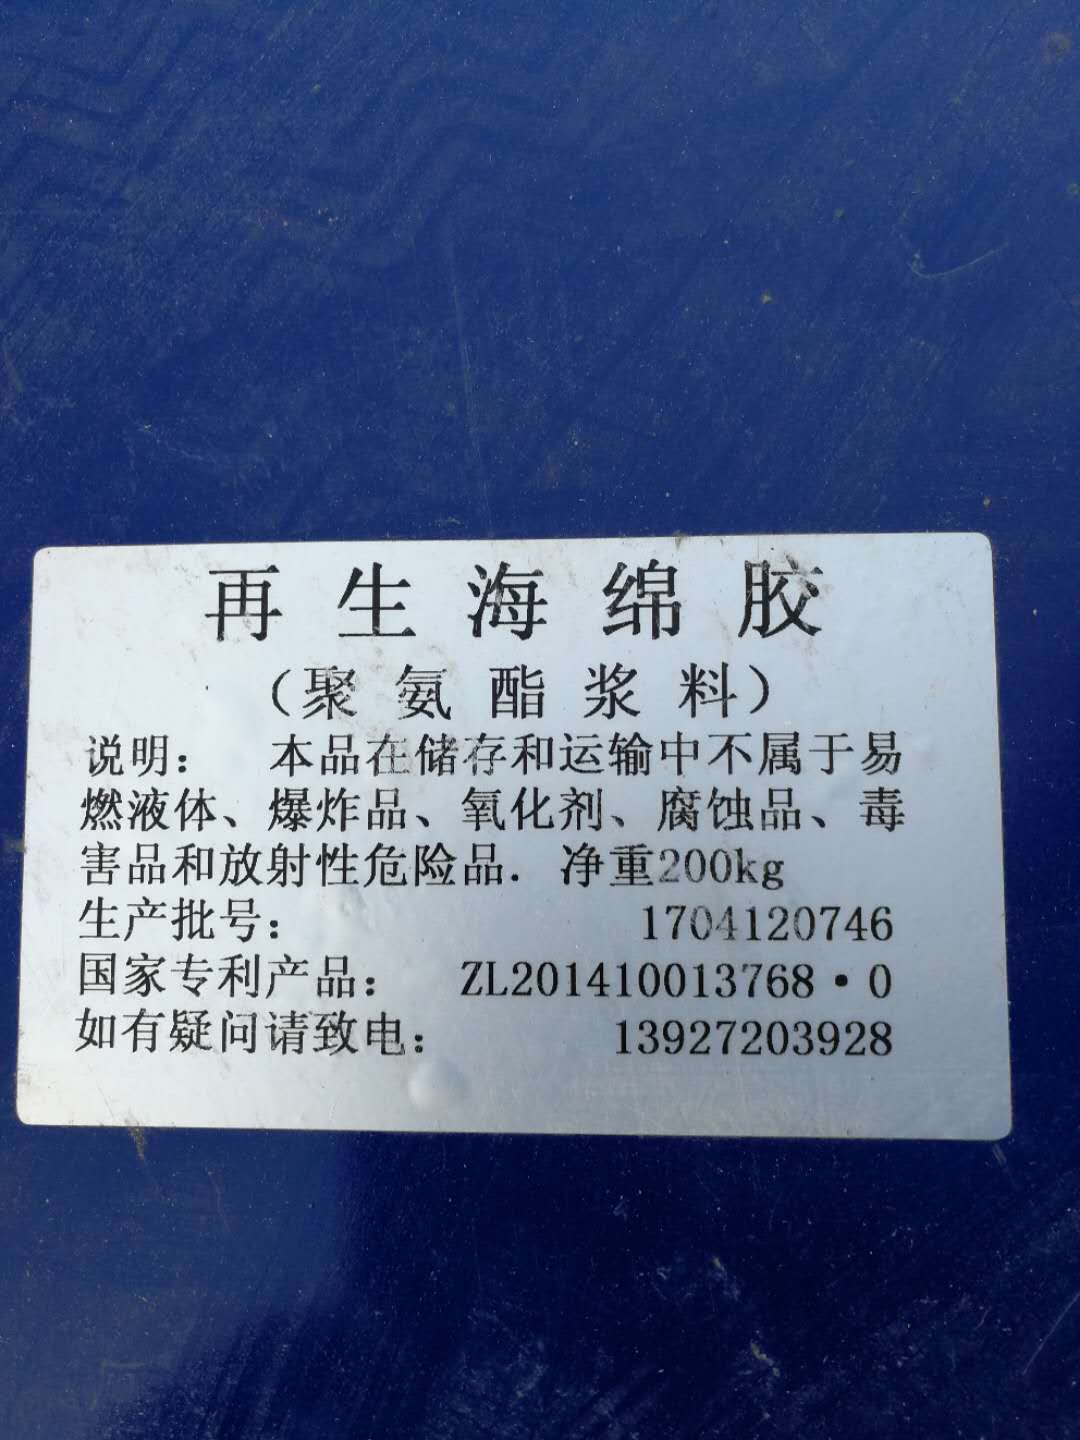 再生海绵胶
（聚氨酯浆料）
说明： 本品在储存和运输中不属于易
燃液体、爆炸品、氧化剂、腐蚀品、毒
害品和放射性危险品. 净重200kg
生产批号： 1704120746
国家专利产品： ZL201410013768·0
如有疑问请致电： 13927203928